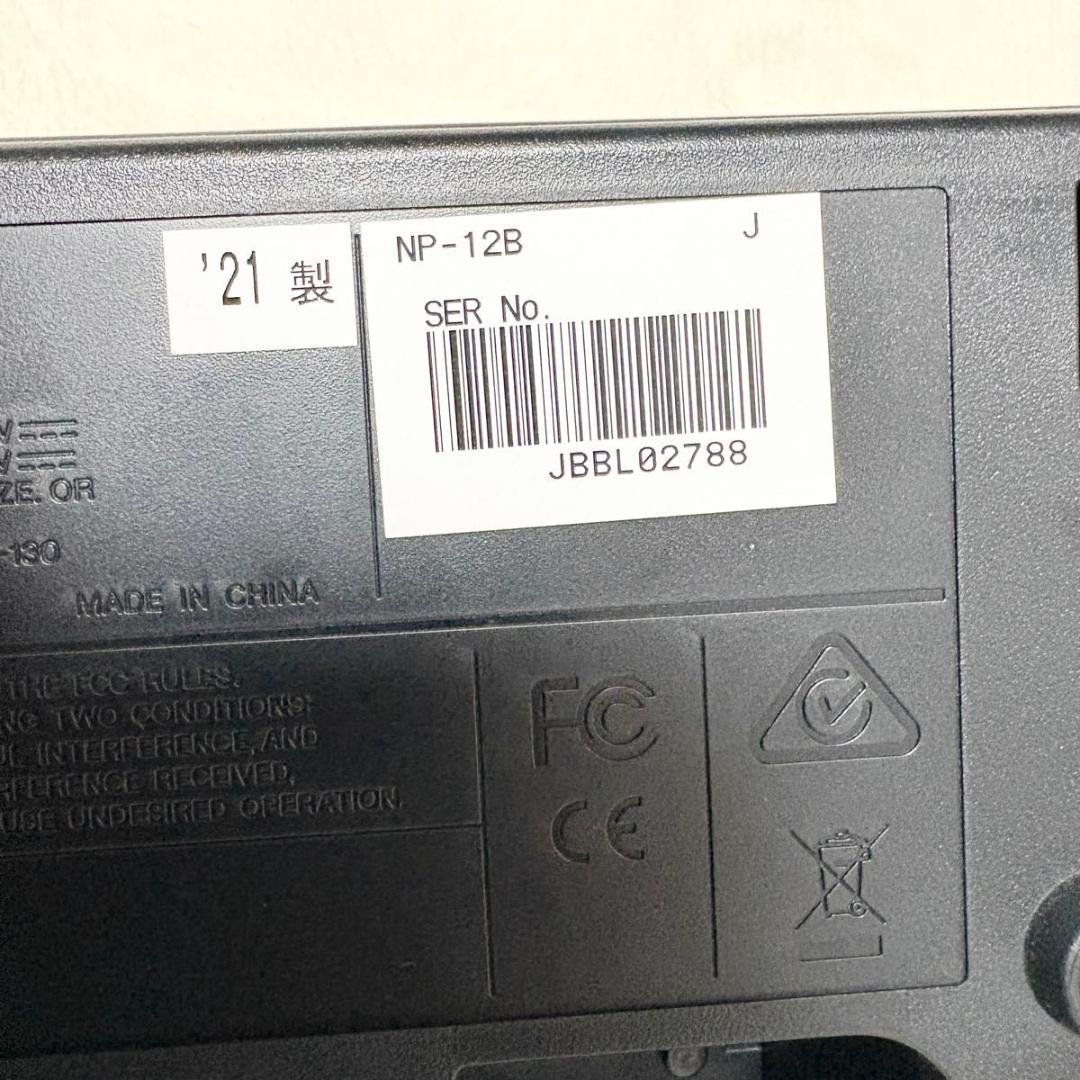 '21 製
NP-12B J
SER No.
JBBL02788
V
V
ZE. OR
-130
MADE IN CHINA
THE FCC RULES.
NG TWO CONDITIONS:
INTERFERENCE, AND
RFERENCE RECEIVED,
USE UNDESIRED OPERATION.
FC
CE